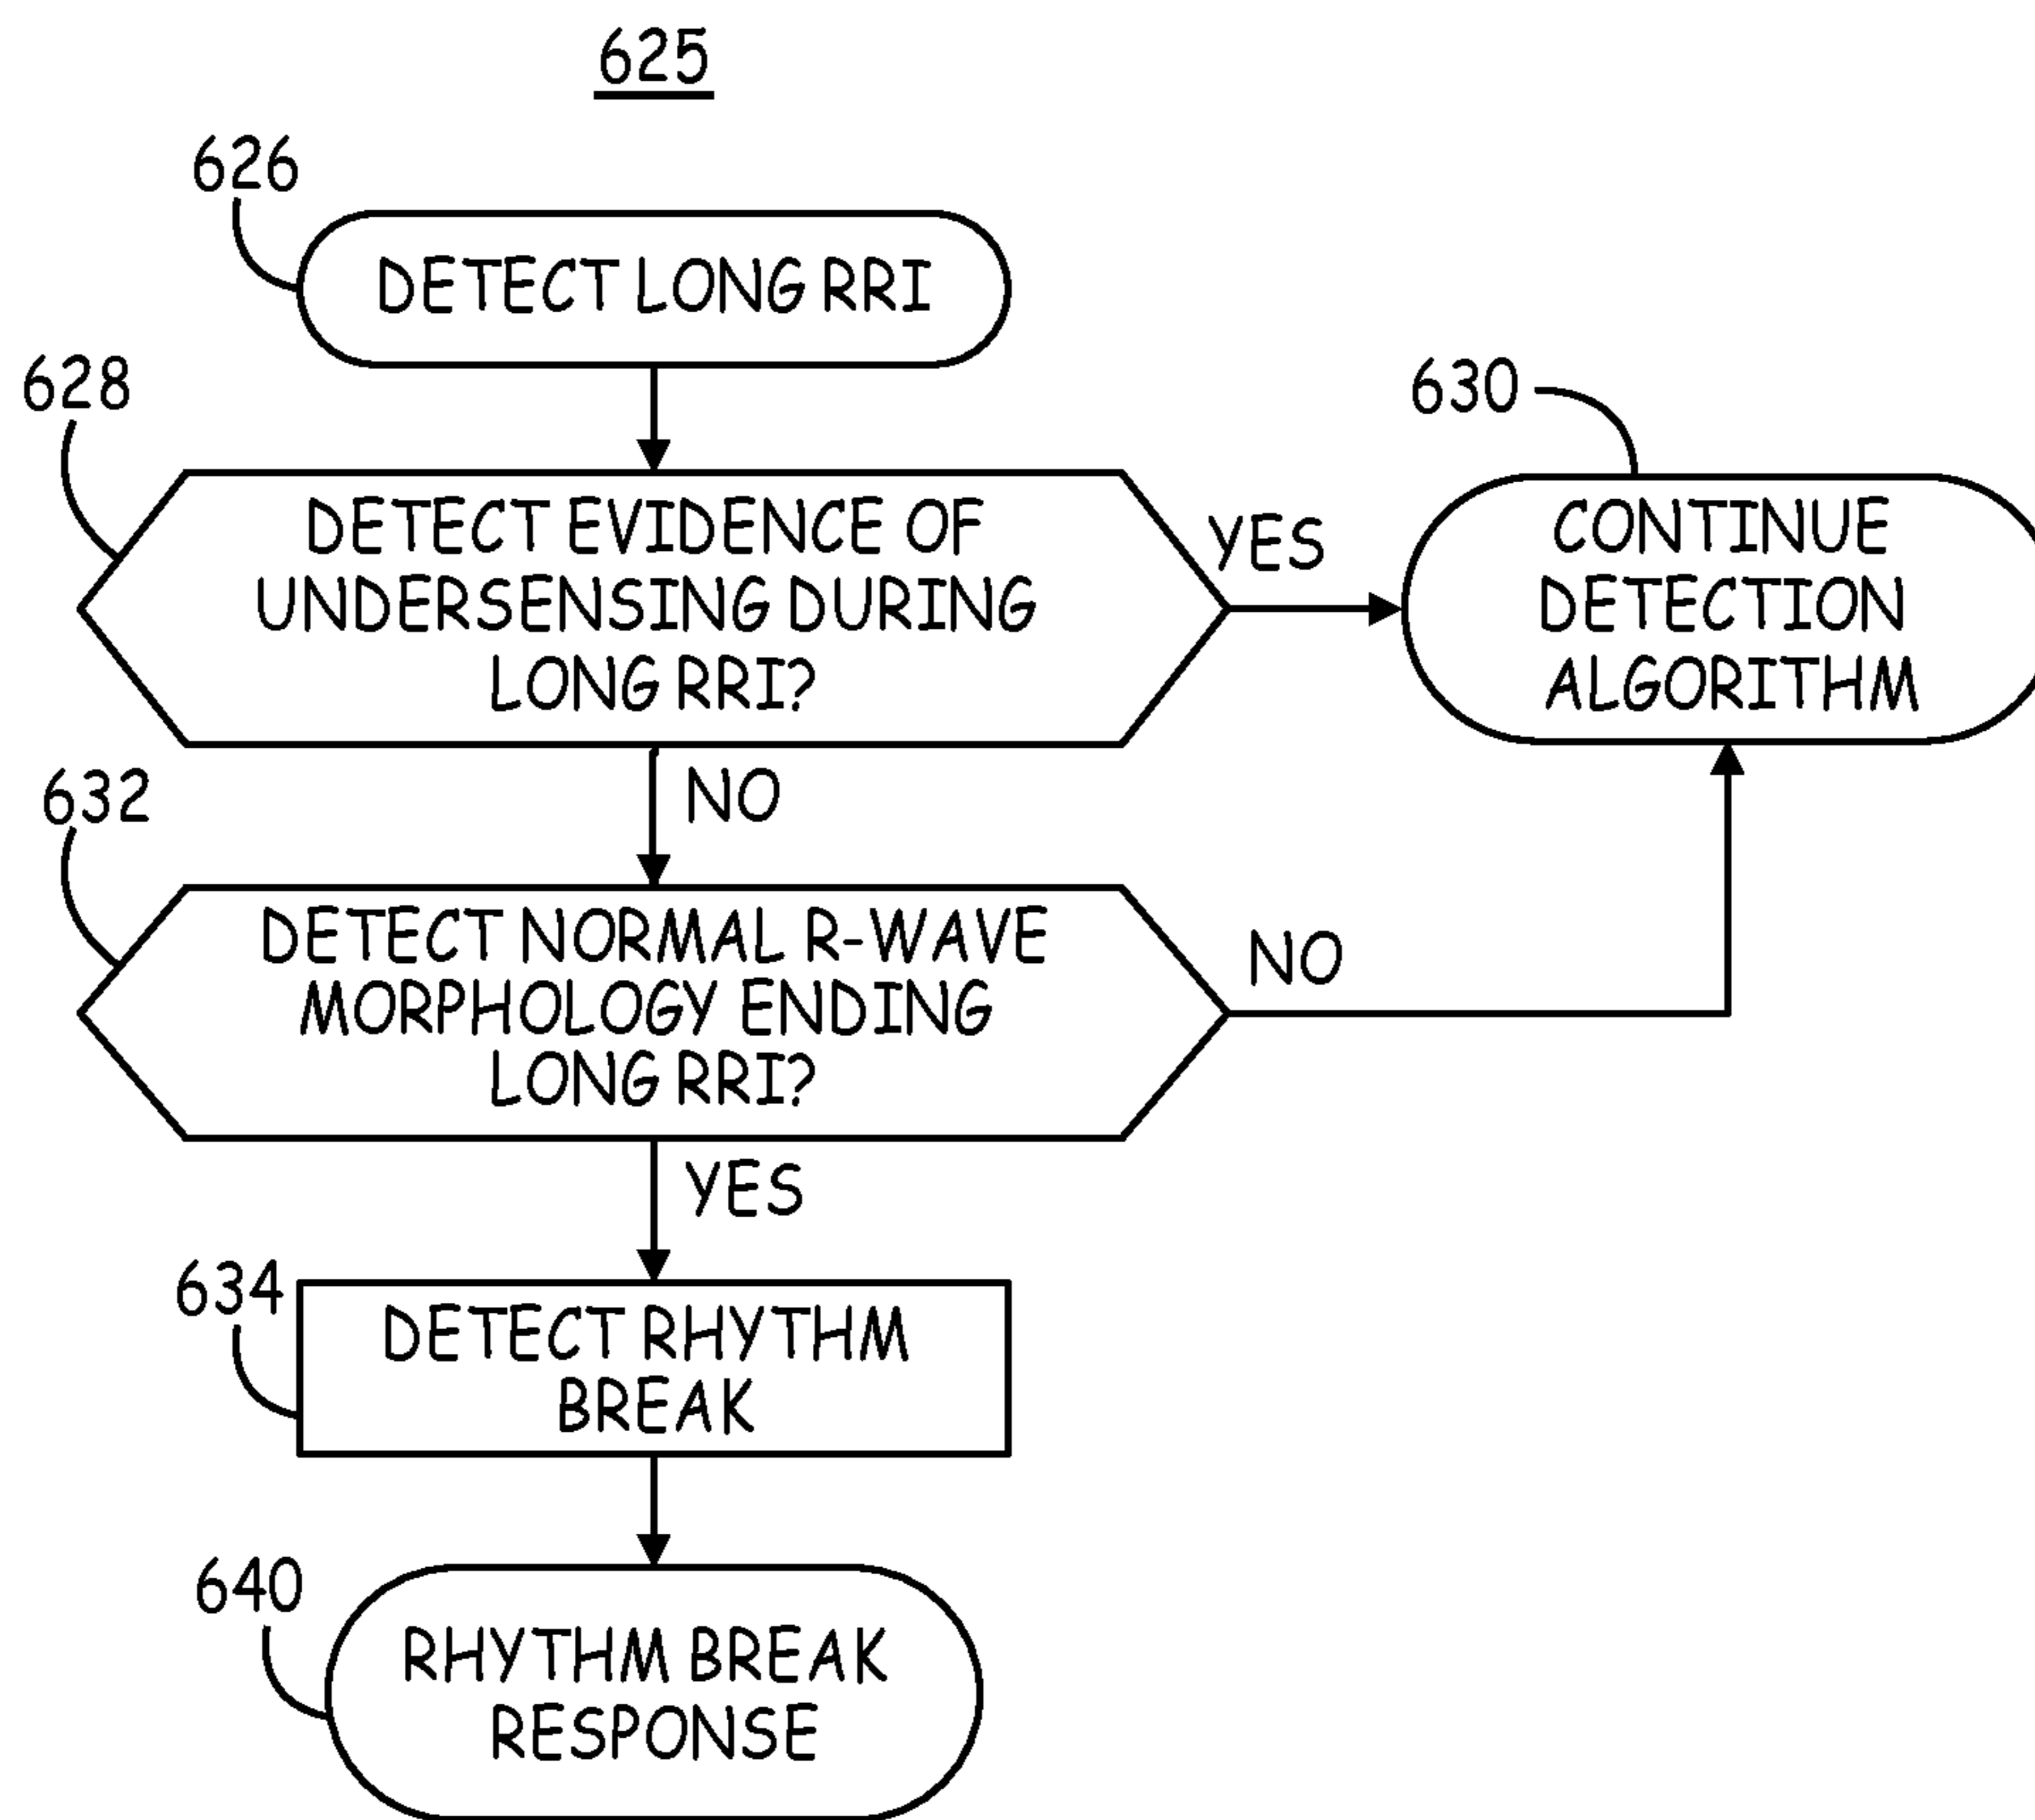 625
626
DETECT LONG RRI
628
DETECT EVIDENCE OF
UNDERSENSING DURING
LONG RRI?
YES
630
CONTINUE
DETECTION
ALGORITHM
NO
632
DETECT NORMAL R-WAVE
MORPHOLOGY ENDING
LONG RRI?
NO
YES
634
DETECT RHYTHM
BREAK
640
RHYTHM BREAK
RESPONSE